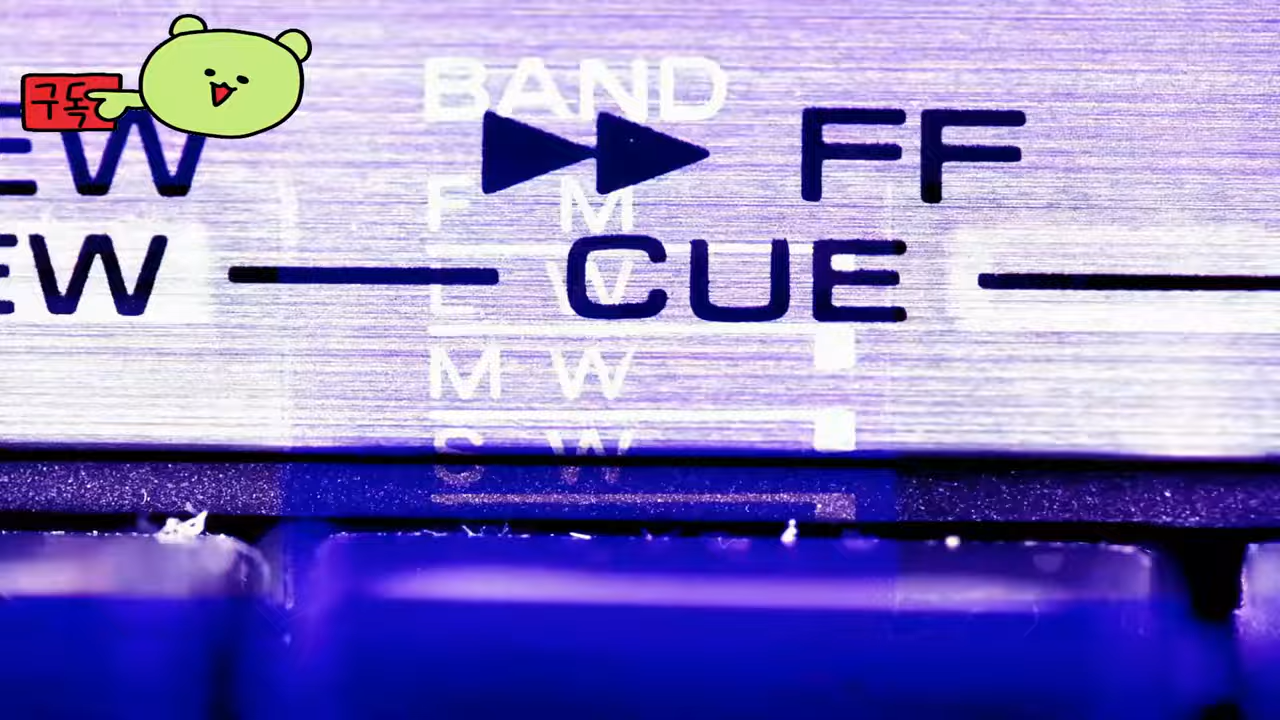 구독
BAND
EW ▶▶ FF
F M
EW — CUE —
L W
M W
S W